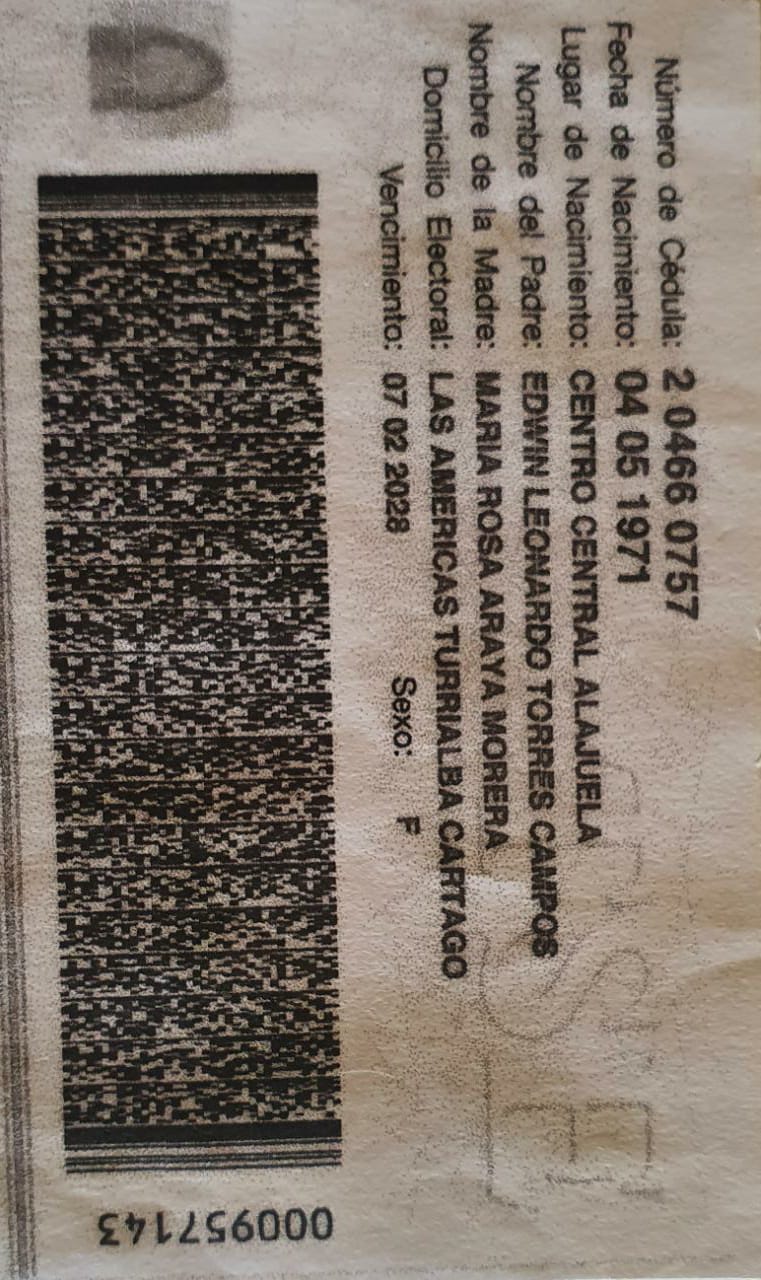 Número de Cédula: 2 0466 0757
Fecha de Nacimiento: 04 05 1971
Lugar de Nacimiento: CENTRO CENTRAL ALAJUELA
Nombre del Padre: EDWIN LEONARDO TORRES CAMPOS
Nombre de la Madre: MARIA ROSA ARAYA MORERA
Domicilio Electoral: LAS AMERICAS TURRIALBA CARTAGO
Vencimiento: 07 02 2028 Sexo: F
000957143